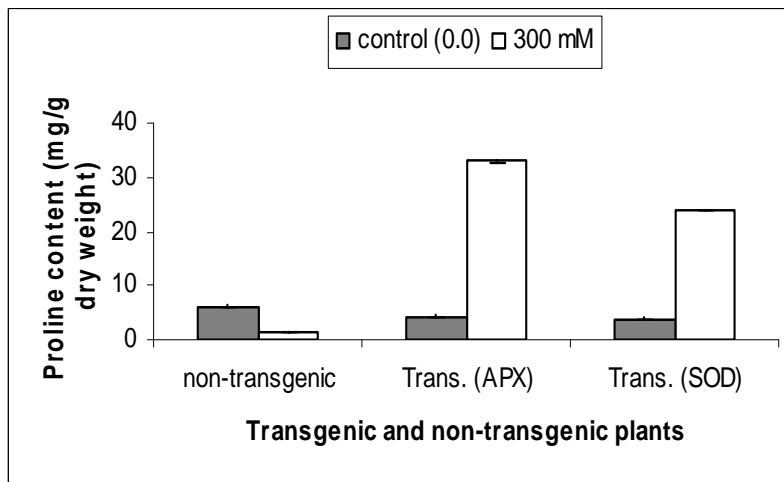 control (0.0) 300 mM
Proline content (mg/g
dry weight)
40
30
20
10
0
non-transgenic Trans. (APX) Trans. (SOD)
Transgenic and non-transgenic plants